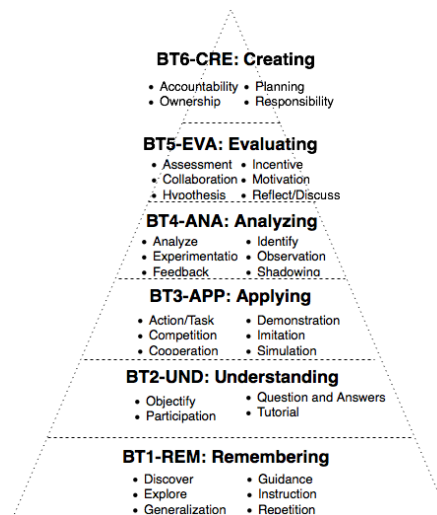 BT6-CRE: Creating
• Accountability • Planning
• Ownership • Responsibility
BT5-EVA: Evaluating
• Assessment • Incentive
• Collaboration • Motivation
• Hypothesis • Reflect/Discuss
BT4-ANA: Analyzing
• Analyze • Identify
• Experimentatio • Observation
• Feedback • Shadowing
BT3-APP: Applying
• Action/Task • Demonstration
• Competition • Imitation
• Cooperation • Simulation
BT2-UND: Understanding
• Objectify • Question and Answers
• Participation • Tutorial
BT1-REM: Remembering
• Discover • Guidance
• Explore • Instruction
• Generalization • Repetition